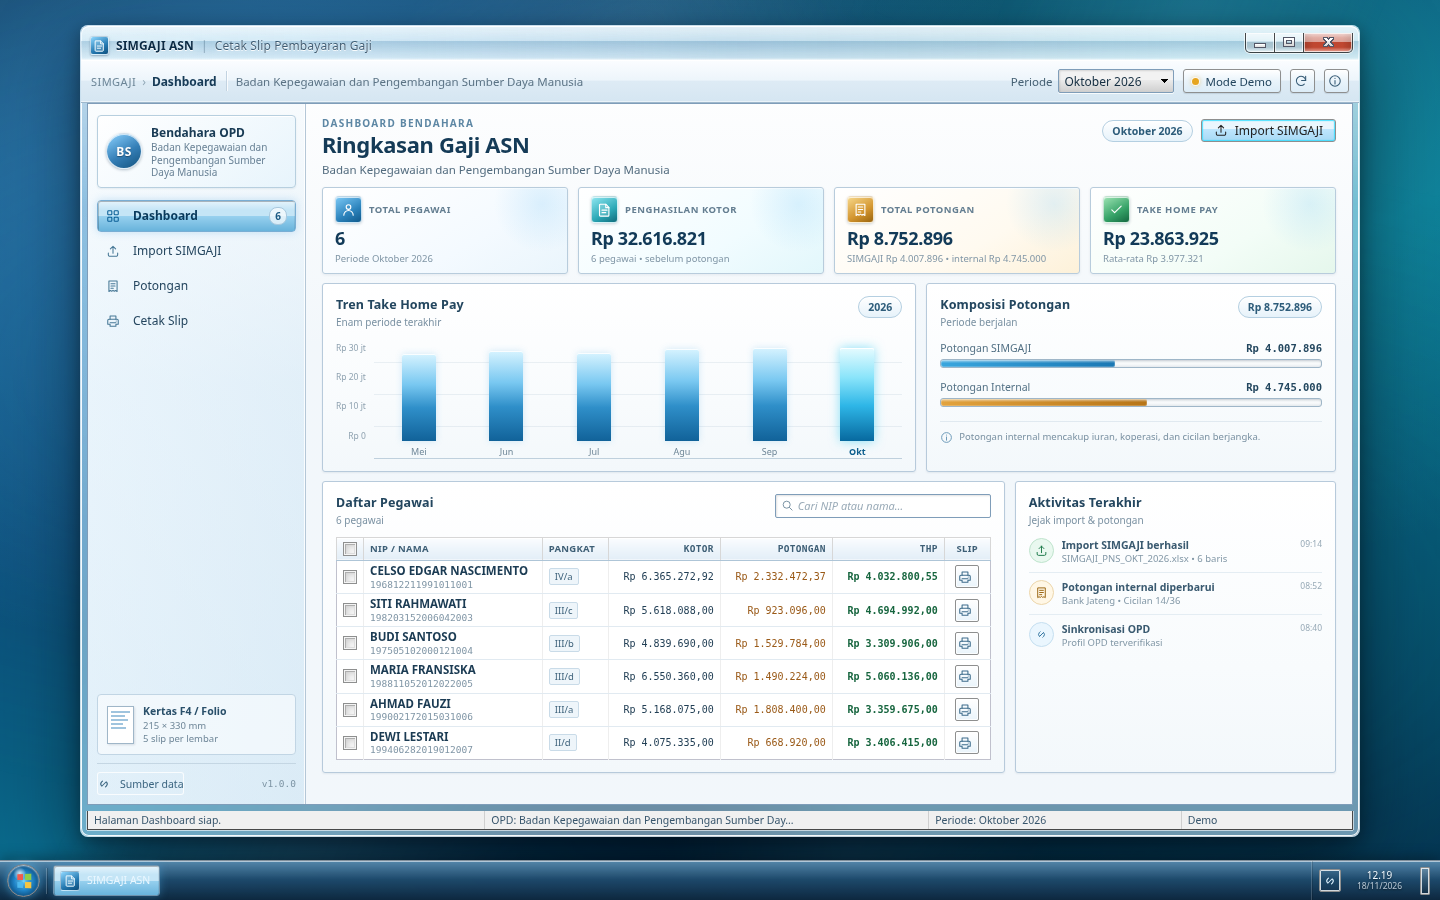 SIMGAJI ASN | Cetak Slip Pembayaran Gaji
SIMGAJI › Dashboard
Badan Kepegawaian dan Pengembangan Sumber Daya Manusia
Periode
Oktober 2026
Mode Demo
BS
Bendahara OPD
Badan Kepegawaian dan
Pengembangan Sumber
Daya Manusia
Dashboard
6
Import SIMGAJI
Potongan
Cetak Slip
Kertas F4 / Folio
215 × 330 mm
5 slip per lembar
Sumber data
v1.0.0
DASHBOARD BENDAHARA
Ringkasan Gaji ASN
Badan Kepegawaian dan Pengembangan Sumber Daya Manusia
Oktober 2026
Import SIMGAJI
TOTAL PEGAWAI
6
Periode Oktober 2026
PENGHASILAN KOTOR
Rp 32.616.821
6 pegawai • sebelum potongan
TOTAL POTONGAN
Rp 8.752.896
SIMGAJI Rp 4.007.896 • internal Rp 4.745.000
TAKE HOME PAY
Rp 23.863.925
Rata-rata Rp 3.977.321
Tren Take Home Pay
Enam periode terakhir
2026
Rp 30 jt
Rp 20 jt
Rp 10 jt
Rp 0
Mei
Jun
Jul
Agu
Sep
Okt
Komposisi Potongan
Periode berjalan
Rp 8.752.896
Potongan SIMGAJI
Rp 4.007.896
Potongan Internal
Rp 4.745.000
Potongan internal mencakup iuran, koperasi, dan cicilan berjangka.
Daftar Pegawai
6 pegawai
Cari NIP atau nama...
NIP / NAMA PANGKAT KOTOR POTONGAN THP SLIP
CELSO EDGAR NASCIMENTO
196812211991011001
IV/a Rp 6.365.272,92 Rp 2.332.472,37 Rp 4.032.800,55
SITI RAHMAWATI
198203152006042003
III/c Rp 5.618.088,00 Rp 923.096,00 Rp 4.694.992,00
BUDI SANTOSO
197505102000121004
III/b Rp 4.839.690,00 Rp 1.529.784,00 Rp 3.309.906,00
MARIA FRANSISKA
198811052012022005
III/d Rp 6.550.360,00 Rp 1.490.224,00 Rp 5.060.136,00
AHMAD FAUZI
199002172015031006
III/a Rp 5.168.075,00 Rp 1.808.400,00 Rp 3.359.675,00
DEWI LESTARI
199406282019012007
II/d Rp 4.075.335,00 Rp 668.920,00 Rp 3.406.415,00
Aktivitas Terakhir
Jejak import & potongan
Import SIMGAJI berhasil
09:14
SIMGAJI_PNS_OKT_2026.xlsx • 6 baris
Potongan internal diperbarui
08:52
Bank Jateng • Cicilan 14/36
Sinkronisasi OPD
08:40
Profil OPD terverifikasi
Halaman Dashboard siap.
OPD: Badan Kepegawaian dan Pengembangan Sumber Day...
Periode: Oktober 2026
Demo
SIMGAJI ASN
12.19
18/11/2026